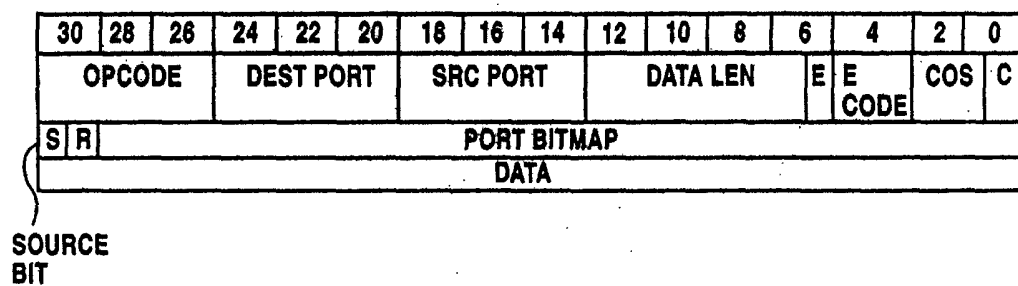 30 28 26 24 22 20 18 16 14 12 10 8 6 4 2 0
OPCODE DEST PORT SRC PORT DATA LEN E E CODE COS C
S R PORT BITMAP
DATA
SOURCE
BIT